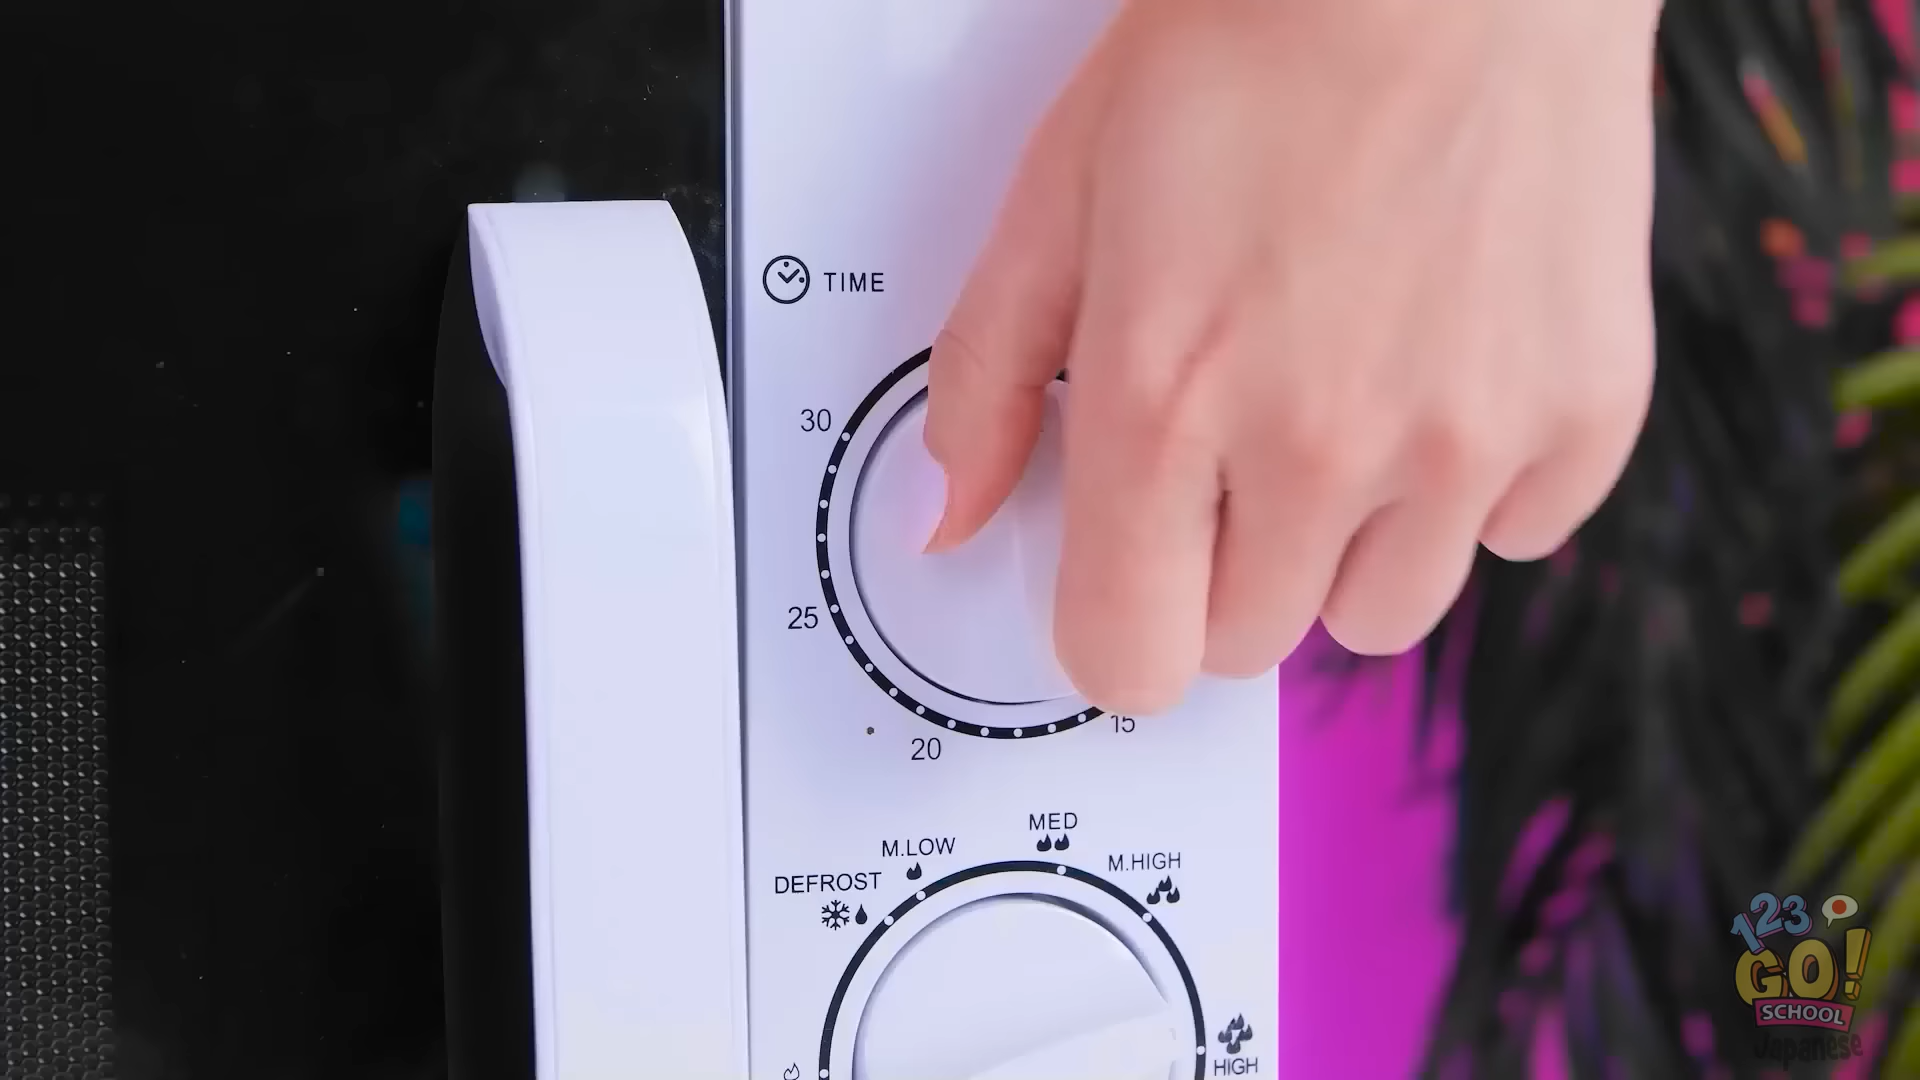 TIME
30
25
20
15
MED
M.LOW
M.HIGH
DEFROST
HIGH
123
GO!
SCHOOL
Japanese